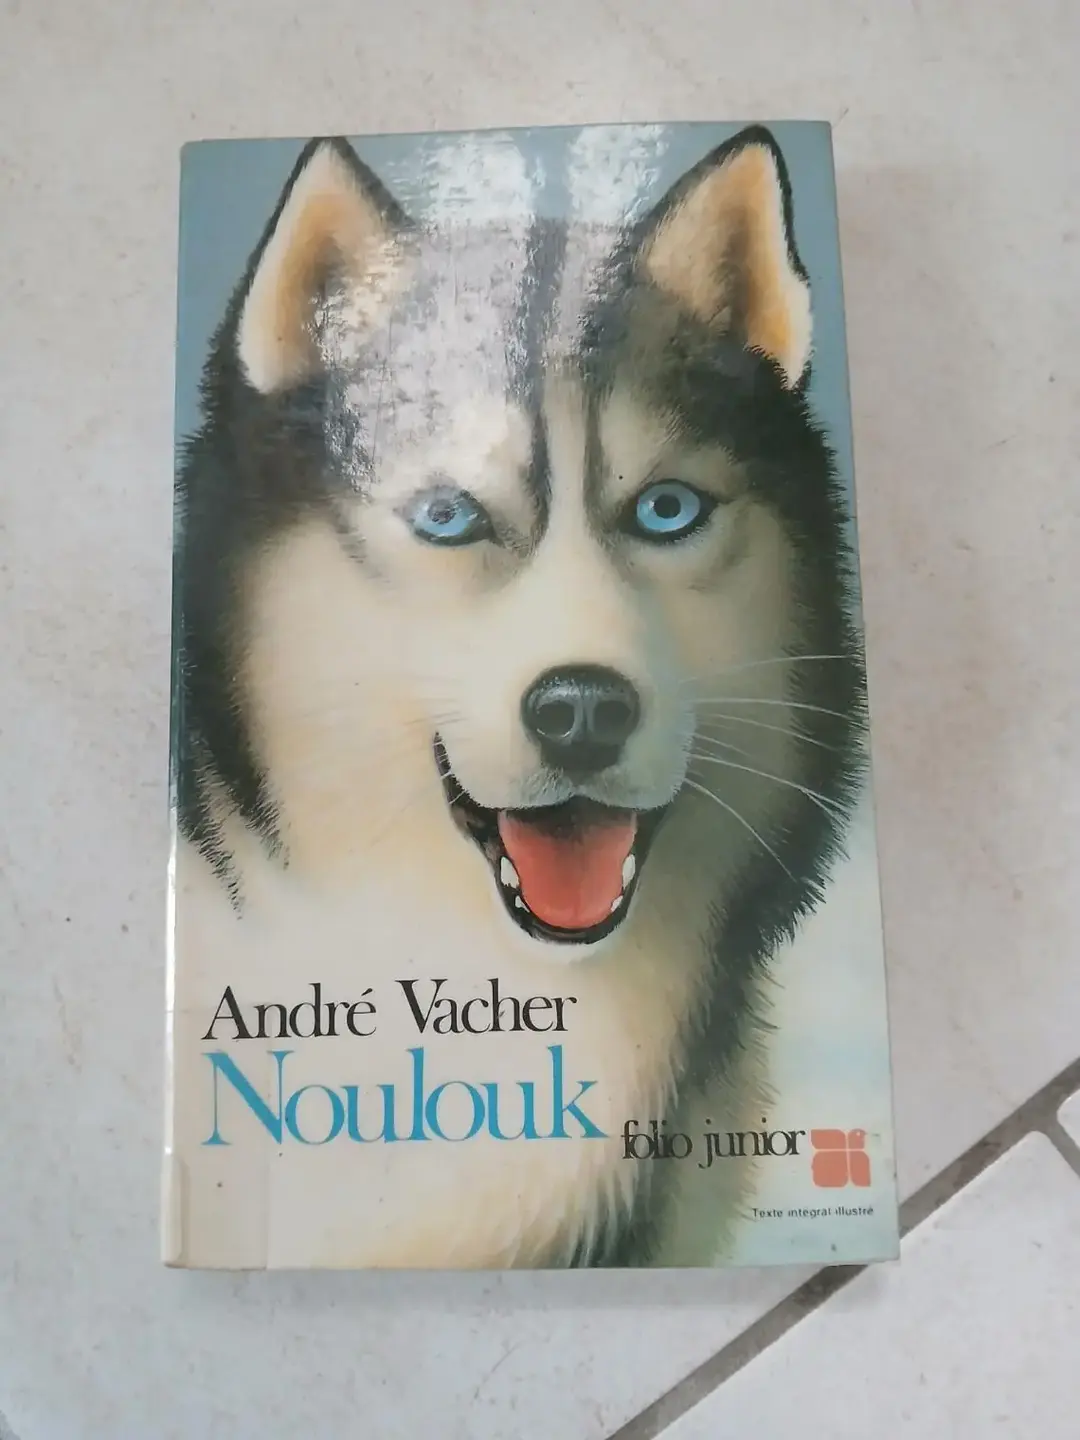 André Vacher
Noulouk
folio junior
Texte intégral illustré